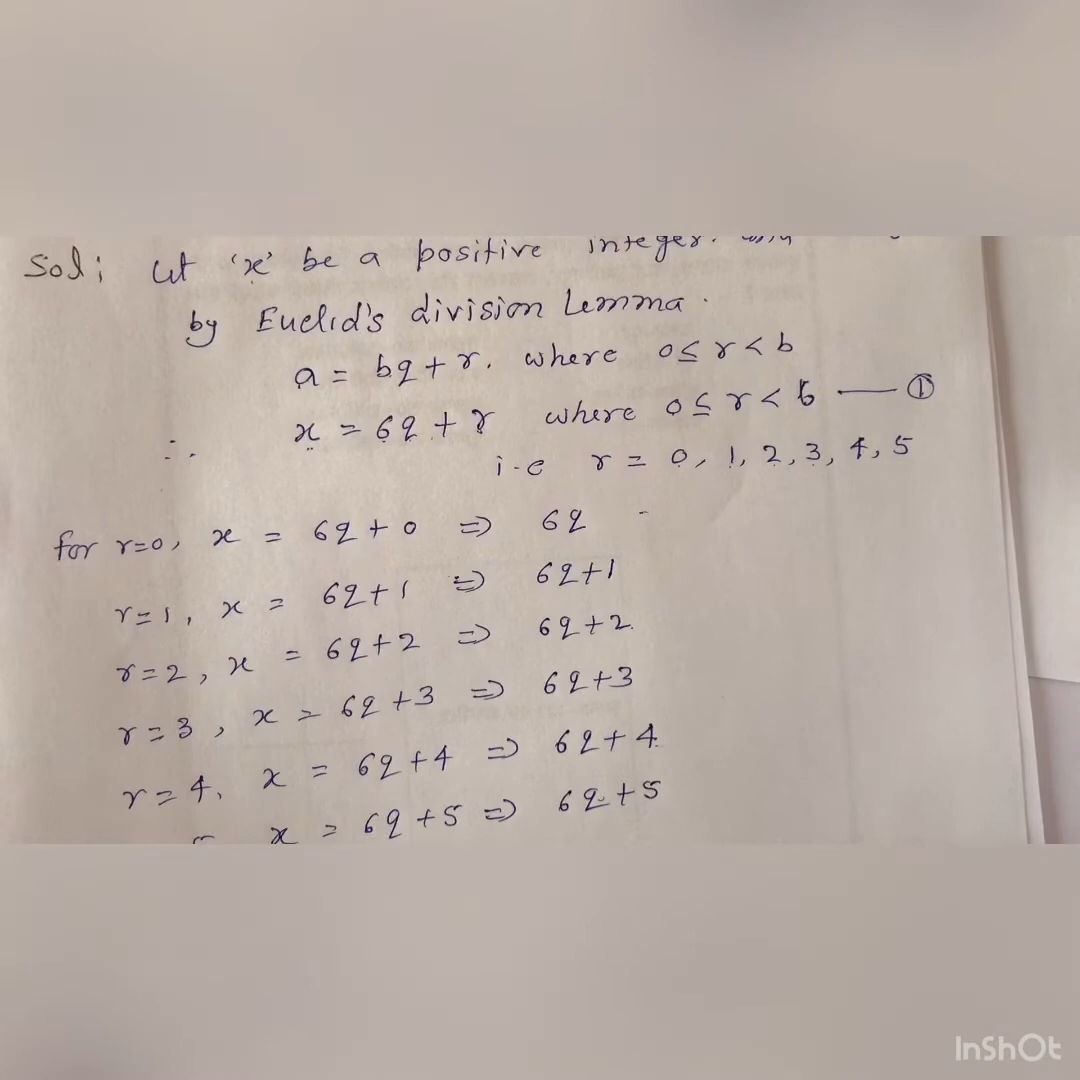 Sol; Let 'x' be a positive integer.
by Euclid's division Lemma.
a = bq + r. where 0 ≤ r < b
∴ x = 6q + r where 0 ≤ r < 6 — ①
i.e r = 0, 1, 2, 3, 4, 5
for r=0, x = 6q + 0 ⇒ 6q
r=1, x = 6q+1 ⇒ 6q+1
r=2, x = 6q+2 ⇒ 6q+2
r=3, x = 6q+3 ⇒ 6q+3
r=4, x = 6q+4 ⇒ 6q+4
x = 6q+5 ⇒ 6q+5
InShOt